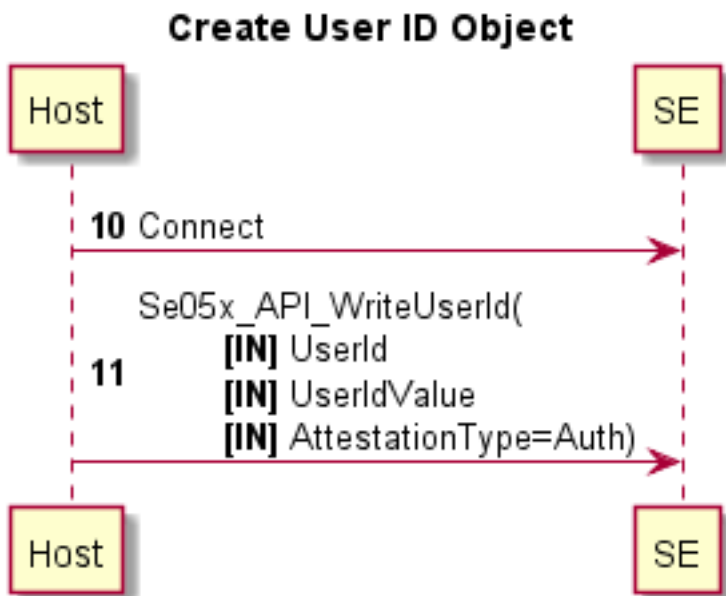 Create User ID Object
Host SE
10 Connect
Se05x_API_WriteUserId(
[IN] UserId
11
[IN] UserIdValue
[IN] AttestationType=Auth)
Host SE